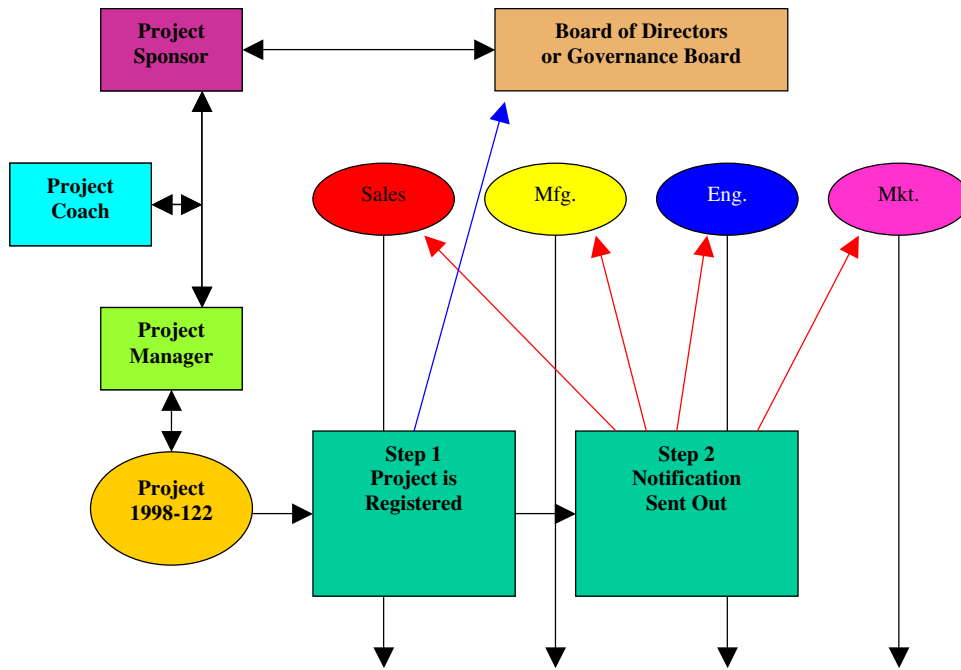 Project
Sponsor
Board of Directors
or Governance Board
Project
Coach
Sales
Mfg.
Eng.
Mkt.
Project
Manager
Project
1998-122
Step 1
Project is
Registered
Step 2
Notification
Sent Out